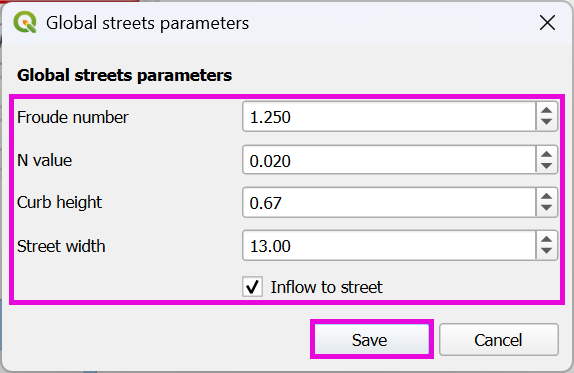 Global streets parameters
Global streets parameters
Froude number 1.250
N value 0.020
Curb height 0.67
Street width 13.00
Inflow to street
Save Cancel